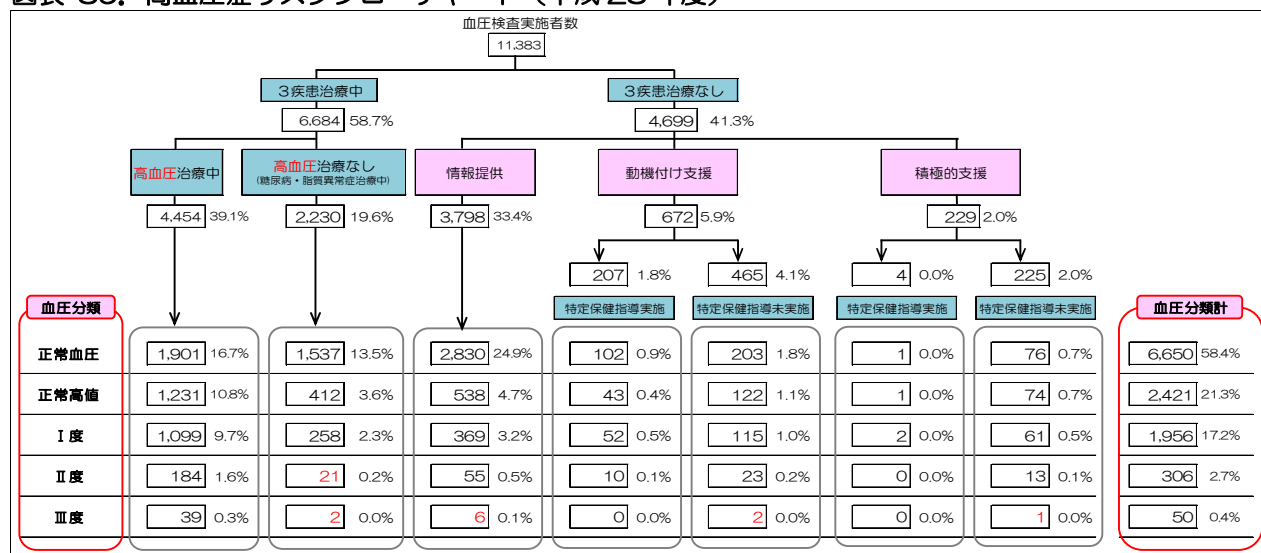 血圧検査実施者数
11,383
3疾患治療中 3疾患治療なし
6,684 58.7% 4,699 41.3%
高血圧治療中 高血圧治療なし 情報提供 動機付け支援 積極的支援
(糖尿病・脂質異常症治療中)
4,454 39.1% 2,230 19.6% 3,798 33.4% 672 5.9% 229 2.0%
207 1.8% 465 4.1% 4 0.0% 225 2.0%
血圧分類 特定保健指導実施 特定保健指導未実施 特定保健指導実施 特定保健指導未実施 血圧分類計
正常血圧 1,901 16.7% 1,537 13.5% 2,830 24.9% 102 0.9% 203 1.8% 1 0.0% 76 0.7% 6,650 58.4%
正常高値 1,231 10.8% 412 3.6% 538 4.7% 43 0.4% 122 1.1% 1 0.0% 74 0.7% 2,421 21.3%
Ⅰ度 1,099 9.7% 258 2.3% 369 3.2% 52 0.5% 115 1.0% 2 0.0% 61 0.5% 1,956 17.2%
Ⅱ度 184 1.6% 21 0.2% 55 0.5% 10 0.1% 23 0.2% 0 0.0% 13 0.1% 306 2.7%
Ⅲ度 39 0.3% 2 0.0% 6 0.1% 0 0.0% 2 0.0% 0 0.0% 1 0.0% 50 0.4%